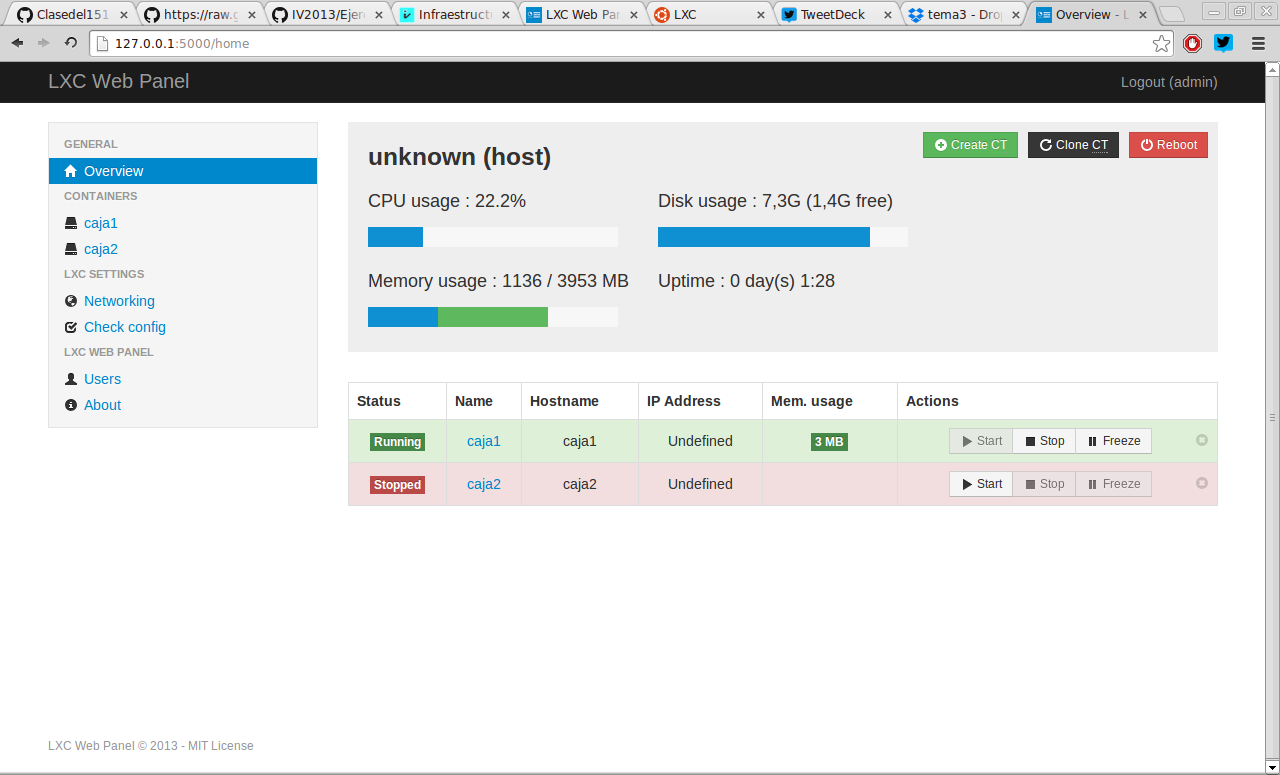 Clasedel151
https://raw.g
IV2013/Ejer
Infraestruct
LXC Web Pan
LXC
TweetDeck
tema3 - Drop
Overview - L
127.0.0.1:5000/home
LXC Web Panel
Logout (admin)
GENERAL
Overview
CONTAINERS
caja1
caja2
LXC SETTINGS
Networking
Check config
LXC WEB PANEL
Users
About
unknown (host)
Create CT
Clone CT
Reboot
CPU usage : 22.2%
Disk usage : 7,3G (1,4G free)
Memory usage : 1136 / 3953 MB
Uptime : 0 day(s) 1:28
Status Name Hostname IP Address Mem. usage Actions
Running caja1 caja1 Undefined 3 MB Start Stop Freeze
Stopped caja2 caja2 Undefined Start Stop Freeze
LXC Web Panel © 2013 - MIT License